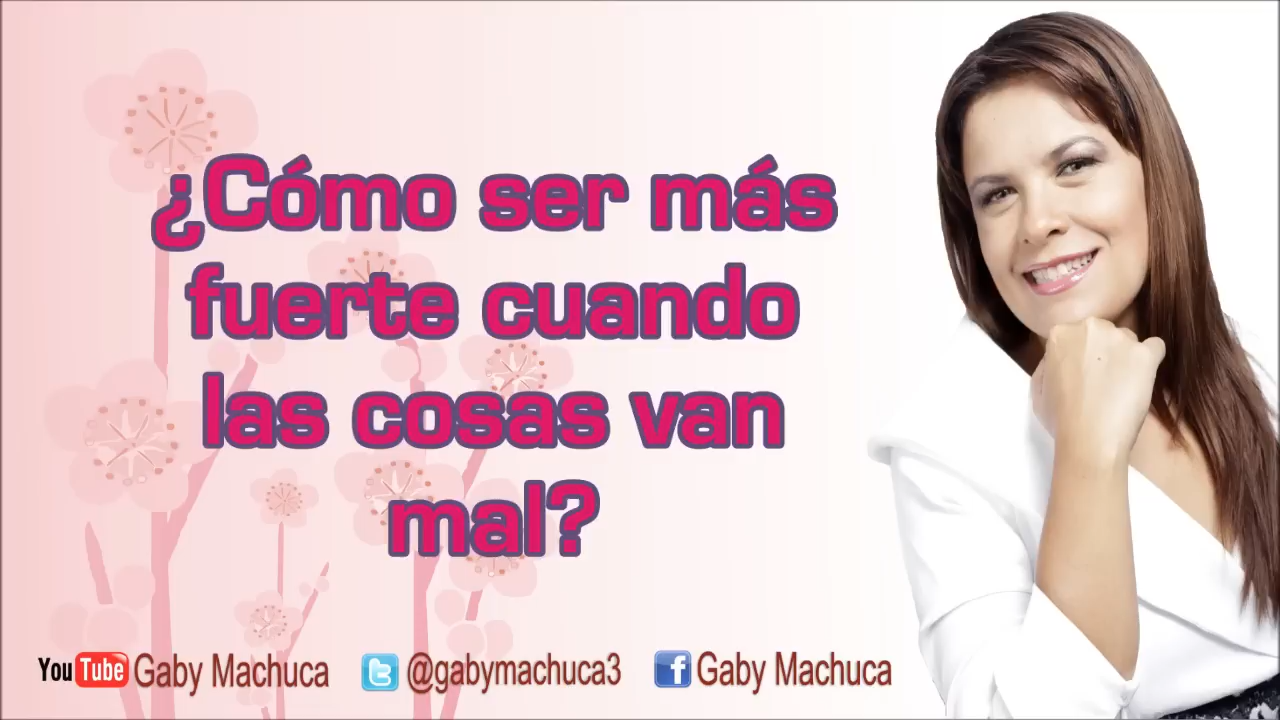 ¿Cómo ser más
fuerte cuando
las cosas van
mal?
YouTube Gaby Machuca @gabymachuca3 f Gaby Machuca